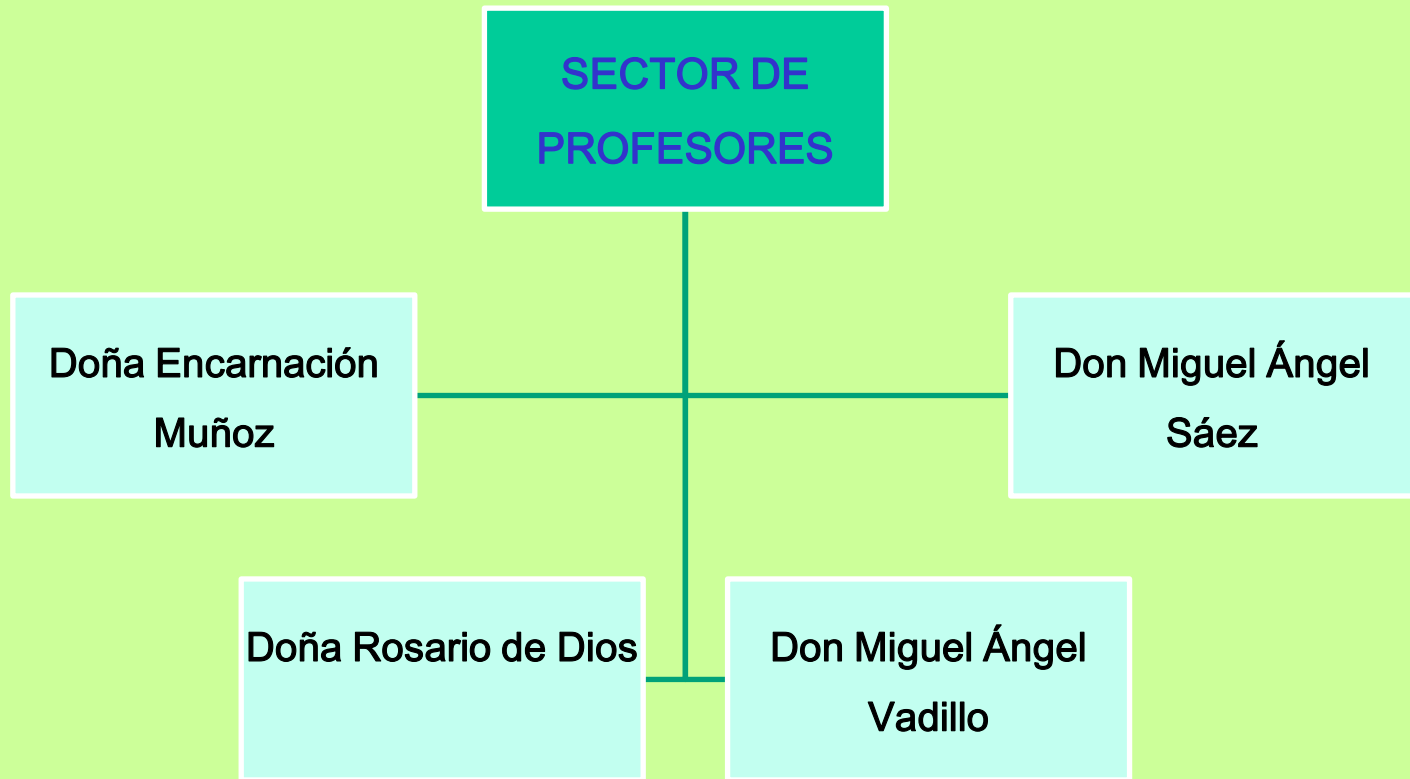 SECTOR DE
PROFESORES
Doña Encarnación
Muñoz
Don Miguel Ángel
Sáez
Doña Rosario de Dios
Don Miguel Ángel
Vadillo